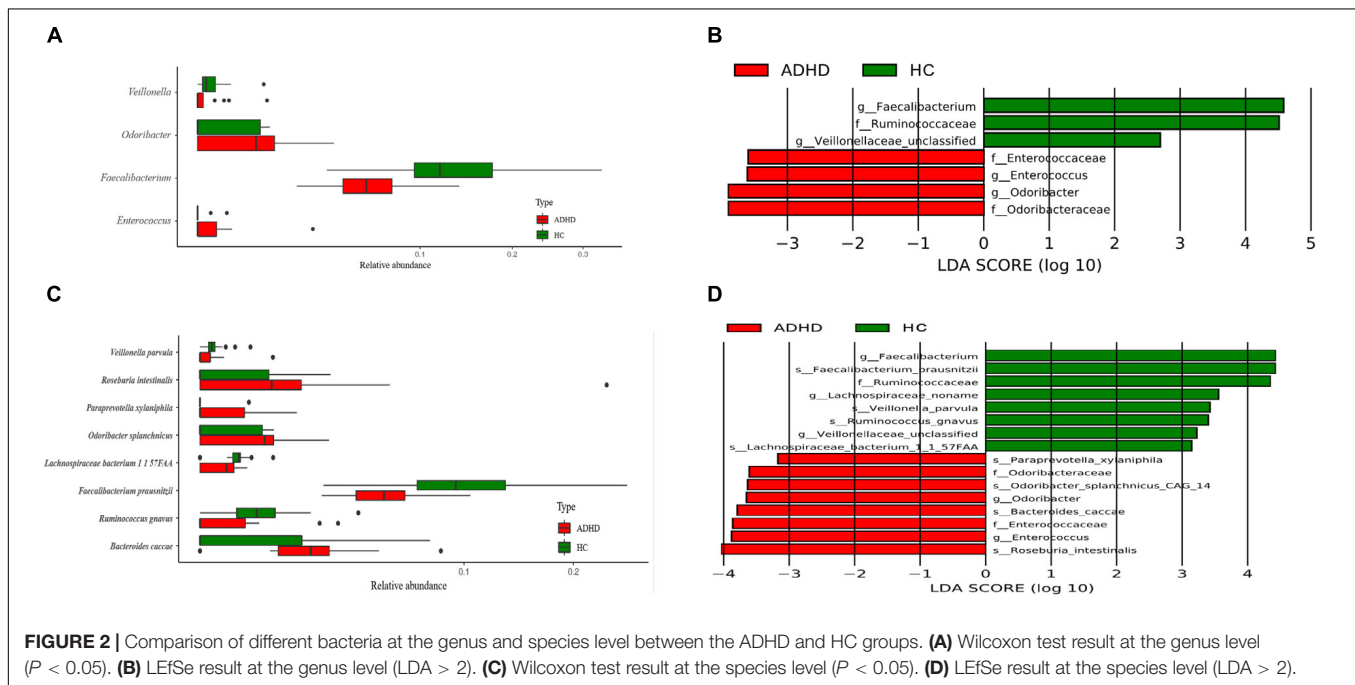 A
Veillonella
Odoribacter
Faecalibacterium
Enterococcus
Type
ADHD
HC
0.1
0.2
0.3
Relative abundance
B
ADHD
HC
g__Faecalibacterium
f__Ruminococcaceae
g__Veillonellaceae_unclassified
f__Enterococcaceae
g__Enterococcus
g__Odoribacter
f__Odoribacteraceae
−3
−2
−1
0
1
2
3
4
5
LDA SCORE (log 10)
C
Veillonella parvula
Roseburia intestinalis
Paraprevotella xylaniphila
Odoribacter splanchnicus
Lachnospiraceae bacterium 1 1 57FAA
Faecalibacterium prausnitzii
Ruminococcus gnavus
Bacteroides caccae
Type
ADHD
HC
0.1
0.2
Relative abundance
D
ADHD
HC
g__Faecalibacterium
s__Faecalibacterium_prausnitzii
f__Ruminococcaceae
g__Lachnospiraceae_noname
s__Veillonella_parvula
s__Ruminococcus_gnavus
g__Veillonellaceae_unclassified
s__Lachnospiraceae_bacterium_1_1_57FAA
s__Paraprevotella_xylaniphila
f__Odoribacteraceae
s__Odoribacter_splanchnicus_CAG_14
g__Odoribacter
s__Bacteroides_caccae
f__Enterococcaceae
g__Enterococcus
s__Roseburia_intestinalis
−4
−3
−2
−1
0
1
2
3
4
LDA SCORE (log 10)
FIGURE 2 | Comparison of different bacteria at the genus and species level between the ADHD and HC groups. (A) Wilcoxon test result at the genus level
(P < 0.05). (B) LEfSe result at the genus level (LDA > 2). (C) Wilcoxon test result at the species level (P < 0.05). (D) LEfSe result at the species level (LDA > 2).